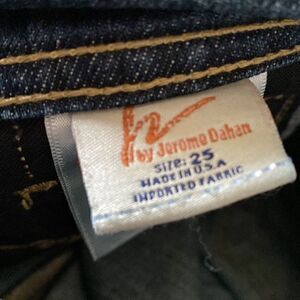 by Jerome Dahan
SIZE: 25
MADE IN U.S.A
IMPORTED FABRIC